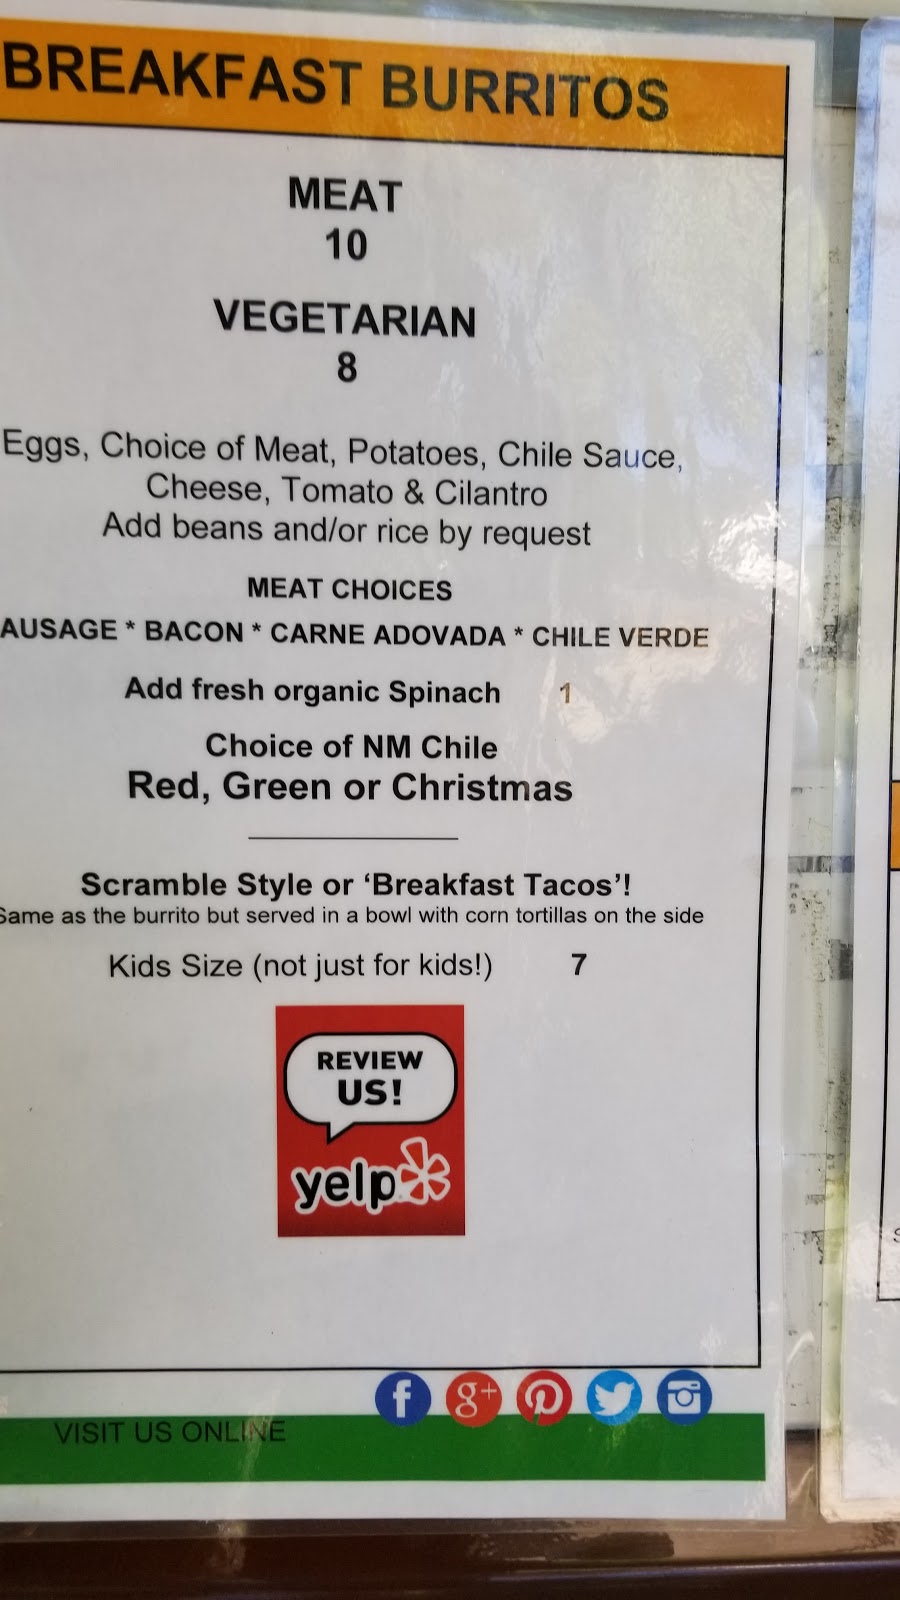 BREAKFAST BURRITOS
MEAT
10
VEGETARIAN
8
Eggs, Choice of Meat, Potatoes, Chile Sauce,
Cheese, Tomato & Cilantro
Add beans and/or rice by request
MEAT CHOICES
AUSAGE * BACON * CARNE ADOVADA * CHILE VERDE
Add fresh organic Spinach 1
Choice of NM Chile
Red, Green or Christmas
Scramble Style or ‘Breakfast Tacos’!
Same as the burrito but served in a bowl with corn tortillas on the side
Kids Size (not just for kids!) 7
REVIEW
US!
yelp
f g+
VISIT US ONLINE